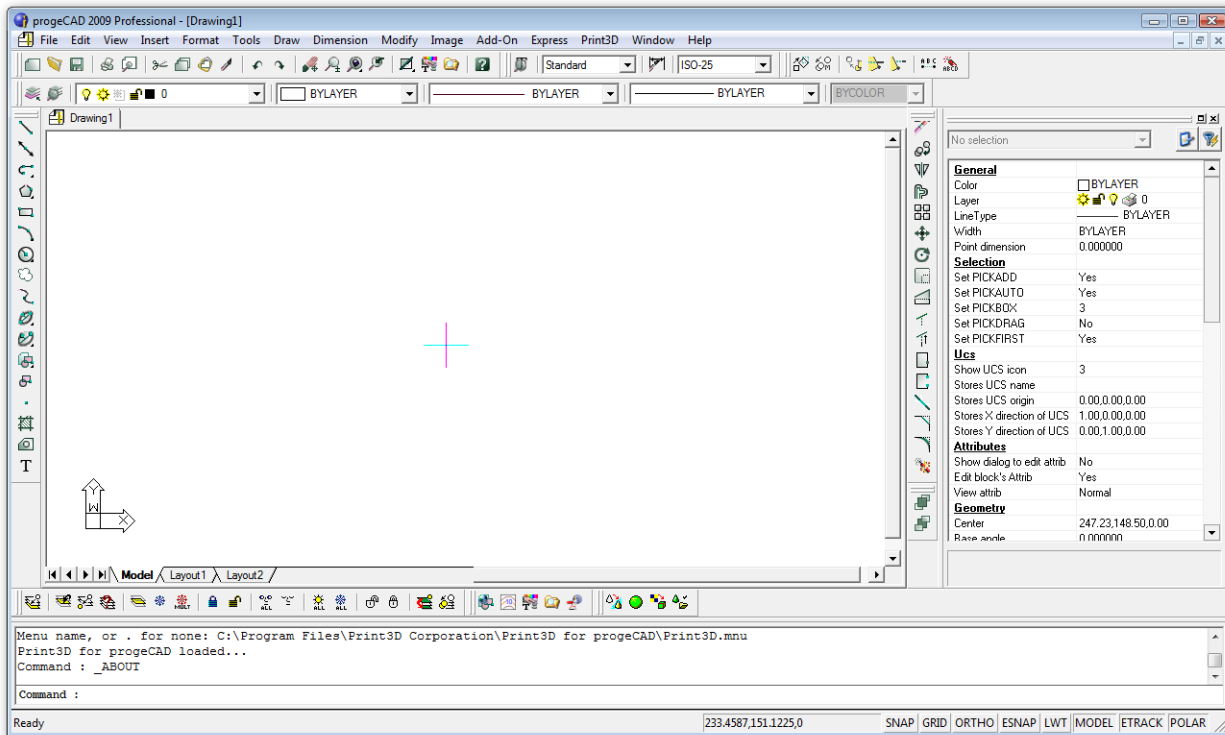 progeCAD 2009 Professional - [Drawing1]
File Edit View Insert Format Tools Draw Dimension Modify Image Add-On Express Print3D Window Help
Standard ISO-25
0 BYLAYER BYLAYER BYLAYER BYCOLOR
Drawing1
No selection
General
Color BYLAYER
Layer 0
LineType BYLAYER
Width BYLAYER
Point dimension 0.000000
Selection
Set PICKADD Yes
Set PICKAUTO Yes
Set PICKBOX 3
Set PICKDRAG No
Set PICKFIRST Yes
Ucs
Show UCS icon 3
Stores UCS name
Stores UCS origin 0.00,0.00,0.00
Stores X direction of UCS 1.00,0.00,0.00
Stores Y direction of UCS 0.00,1.00,0.00
Attributes
Show dialog to edit attrib No
Edit block's Attrib Yes
View attrib Normal
Geometry
Center 247.23,148.50,0.00
Base angle 0.000000
T
Y
W
X
Model Layout1 Layout2
Menu name, or . for none: C:\Program Files\Print3D Corporation\Print3D for progeCAD\Print3D.mnu
Print3D for progeCAD loaded...
Command : _ABOUT
Command :
Ready 233.4587,151.1225,0 SNAP GRID ORTHO ESNAP LWT MODEL ETRACK POLAR